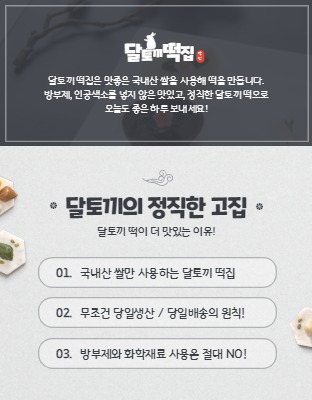 달토끼떡집
달토끼 떡집은 맛좋은 국내산 쌀을 사용해 떡을 만듭니다.
방부제, 인공색소를 넣지 않은 맛있고, 정직한 달토끼 떡으로
오늘도 좋은 하루 보내세요!
달토끼의 정직한 고집
달토끼 떡이 더 맛있는 이유!
01. 국내산 쌀만 사용하는 달토끼 떡집
02. 무조건 당일생산 / 당일배송의 원칙!
03. 방부제와 화학재료 사용은 절대 NO!